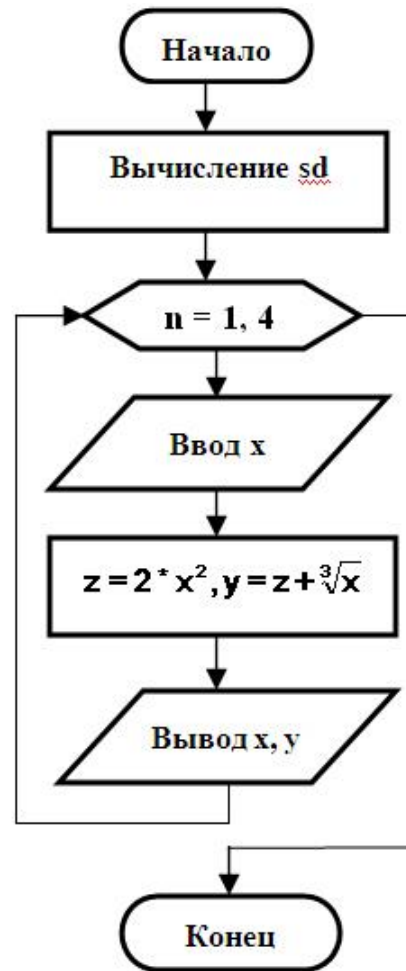 Начало
Вычисление sd
n = 1, 4
Ввод x
z = 2 * x², y = z + ∛x
Вывод x, y
Конец